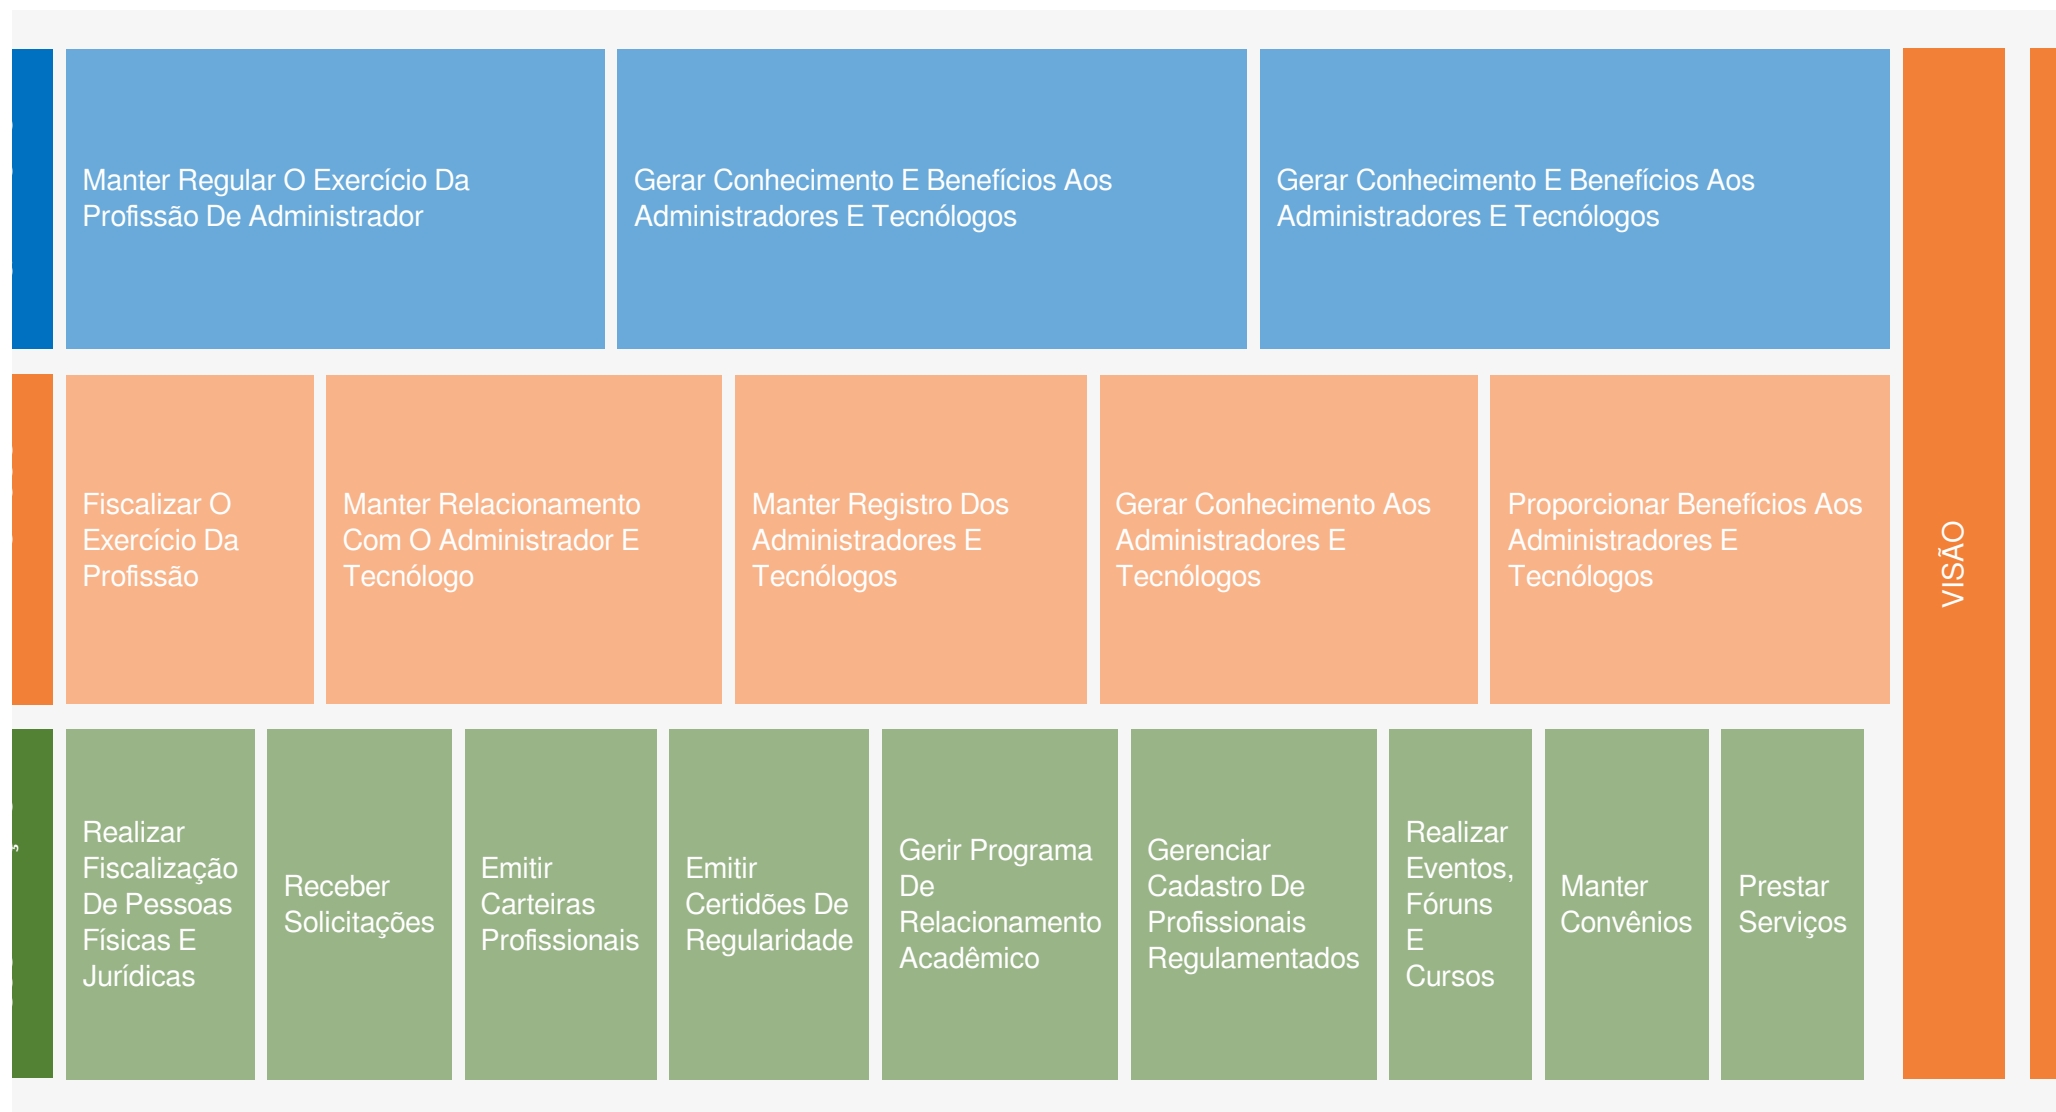 Manter Regular O Exercício Da
Profissão De Administrador
Gerar Conhecimento E Benefícios Aos
Administradores E Tecnólogos
Gerar Conhecimento E Benefícios Aos
Administradores E Tecnólogos
Fiscalizar O
Exercício Da
Profissão
Manter Relacionamento
Com O Administrador E
Tecnólogo
Manter Registro Dos
Administradores E
Tecnólogos
Gerar Conhecimento Aos
Administradores E
Tecnólogos
Proporcionar Benefícios Aos
Administradores E
Tecnólogos
Realizar
Fiscalização
De Pessoas
Físicas E
Jurídicas
Receber
Solicitações
Emitir
Carteiras
Profissionais
Emitir
Certidões De
Regularidade
Gerir Programa
De
Relacionamento
Acadêmico
Gerenciar
Cadastro De
Profissionais
Regulamentados
Realizar
Eventos,
Fóruns
E
Cursos
Manter
Convênios
Prestar
Serviços
VISÃO